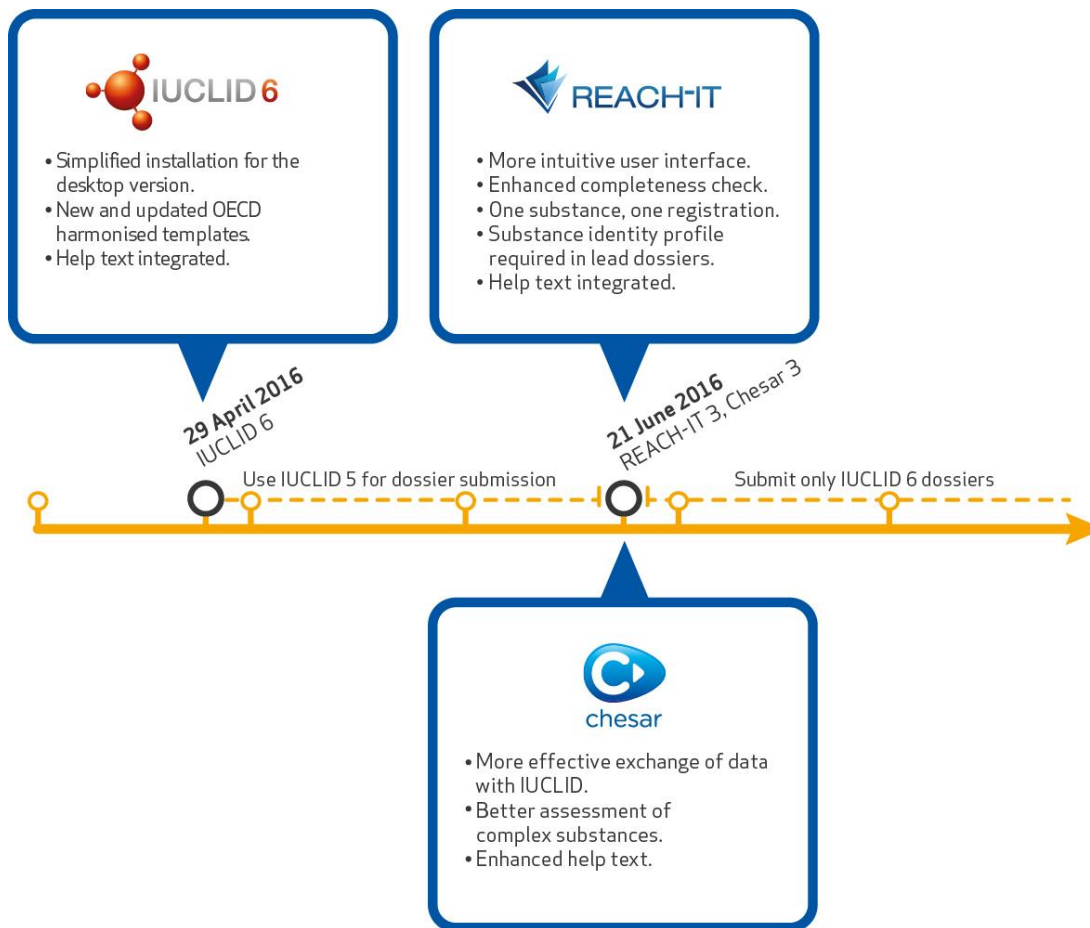 IUCLID 6
• Simplified installation for the
desktop version.
• New and updated OECD
harmonised templates.
• Help text integrated.
REACH-IT
• More intuitive user interface.
• Enhanced completeness check.
• One substance, one registration.
• Substance identity profile
required in lead dossiers.
• Help text integrated.
29 April 2016
IUCLID 6
21 June 2016
REACH-IT 3, Chesar 3
Use IUCLID 5 for dossier submission
Submit only IUCLID 6 dossiers
chesar
• More effective exchange of data
with IUCLID.
• Better assessment of
complex substances.
• Enhanced help text.